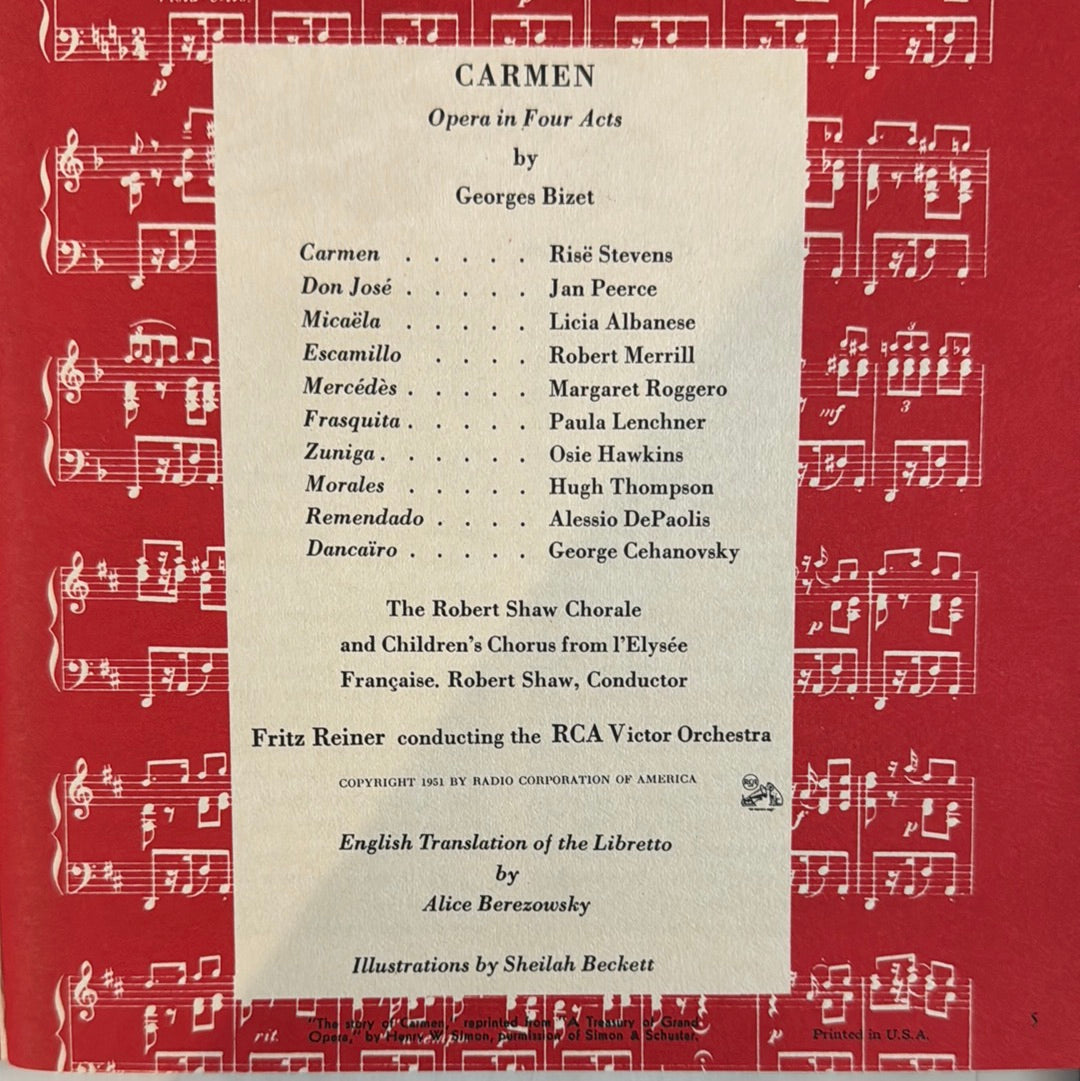 CARMEN
Opera in Four Acts
by
Georges Bizet
Carmen . . . . . Risë Stevens
Don José . . . . . Jan Peerce
Micaëla . . . . . Licia Albanese
Escamillo . . . . Robert Merrill
Mercédès . . . . . Margaret Roggero
Frasquita . . . . . Paula Lenchner
Zuniga . . . . . . Osie Hawkins
Morales . . . . . Hugh Thompson
Remendado . . . . Alessio DePaolis
Dancaïro . . . . . George Cehanovsky
The Robert Shaw Chorale
and Children's Chorus from l'Elysée
Française. Robert Shaw, Conductor
Fritz Reiner conducting the RCA Victor Orchestra
COPYRIGHT 1951 BY RADIO CORPORATION OF AMERICA
English Translation of the Libretto
by
Alice Berezowsky
Illustrations by Sheilah Beckett
"The story of Carmen," reprinted from "A Treasury of Grand
Opera," by Henry W. Simon, permission of Simon & Schuster.
Printed in U.S.A.
5
p
mf
3
3
p
f
p
rit.
p